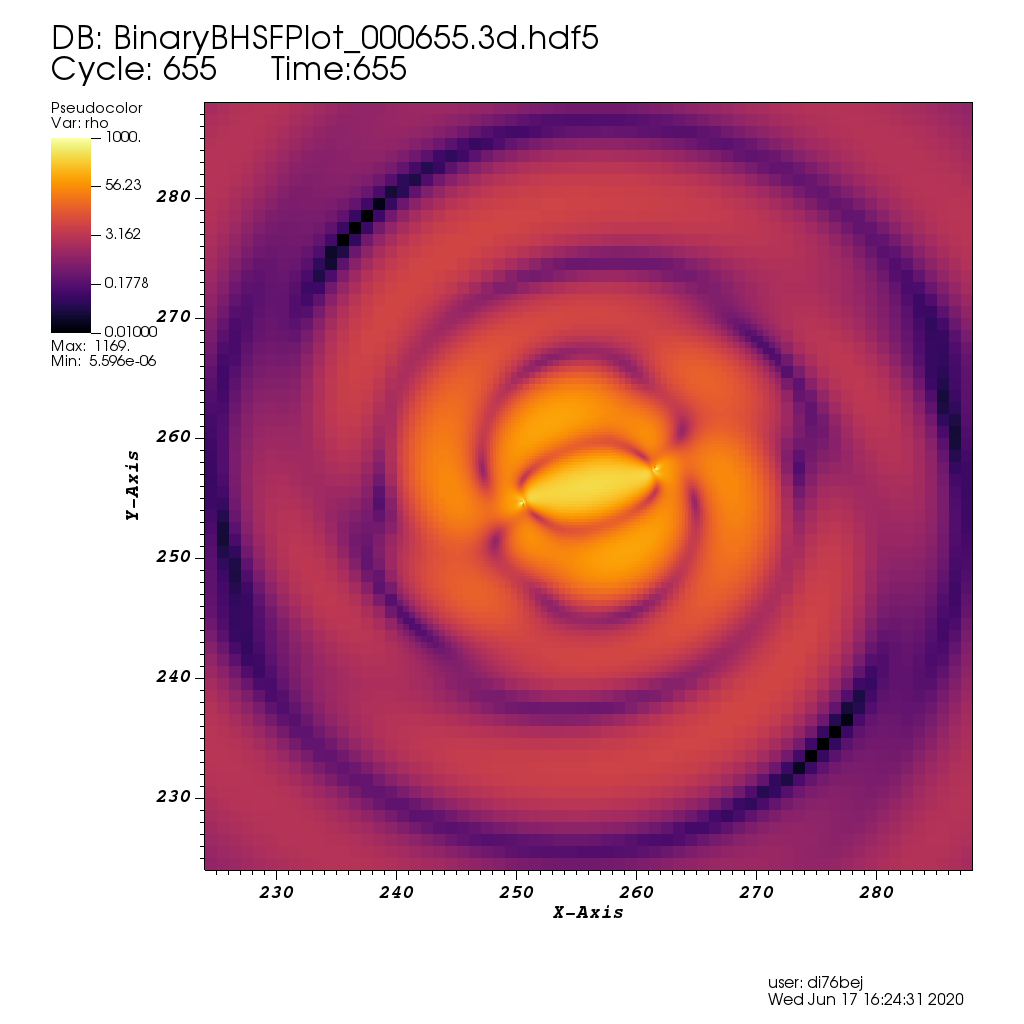 DB: BinaryBHSFPlot_000655.3d.hdf5
Cycle: 655 Time:655
Pseudocolor
Var: rho
1000.
56.23
3.162
0.1778
0.01000
Max: 1169.
Min: 5.596e-06
280
270
260
250
240
230
Y-Axis
230 240 250 260 270 280
X-Axis
user: di76bej
Wed Jun 17 16:24:31 2020